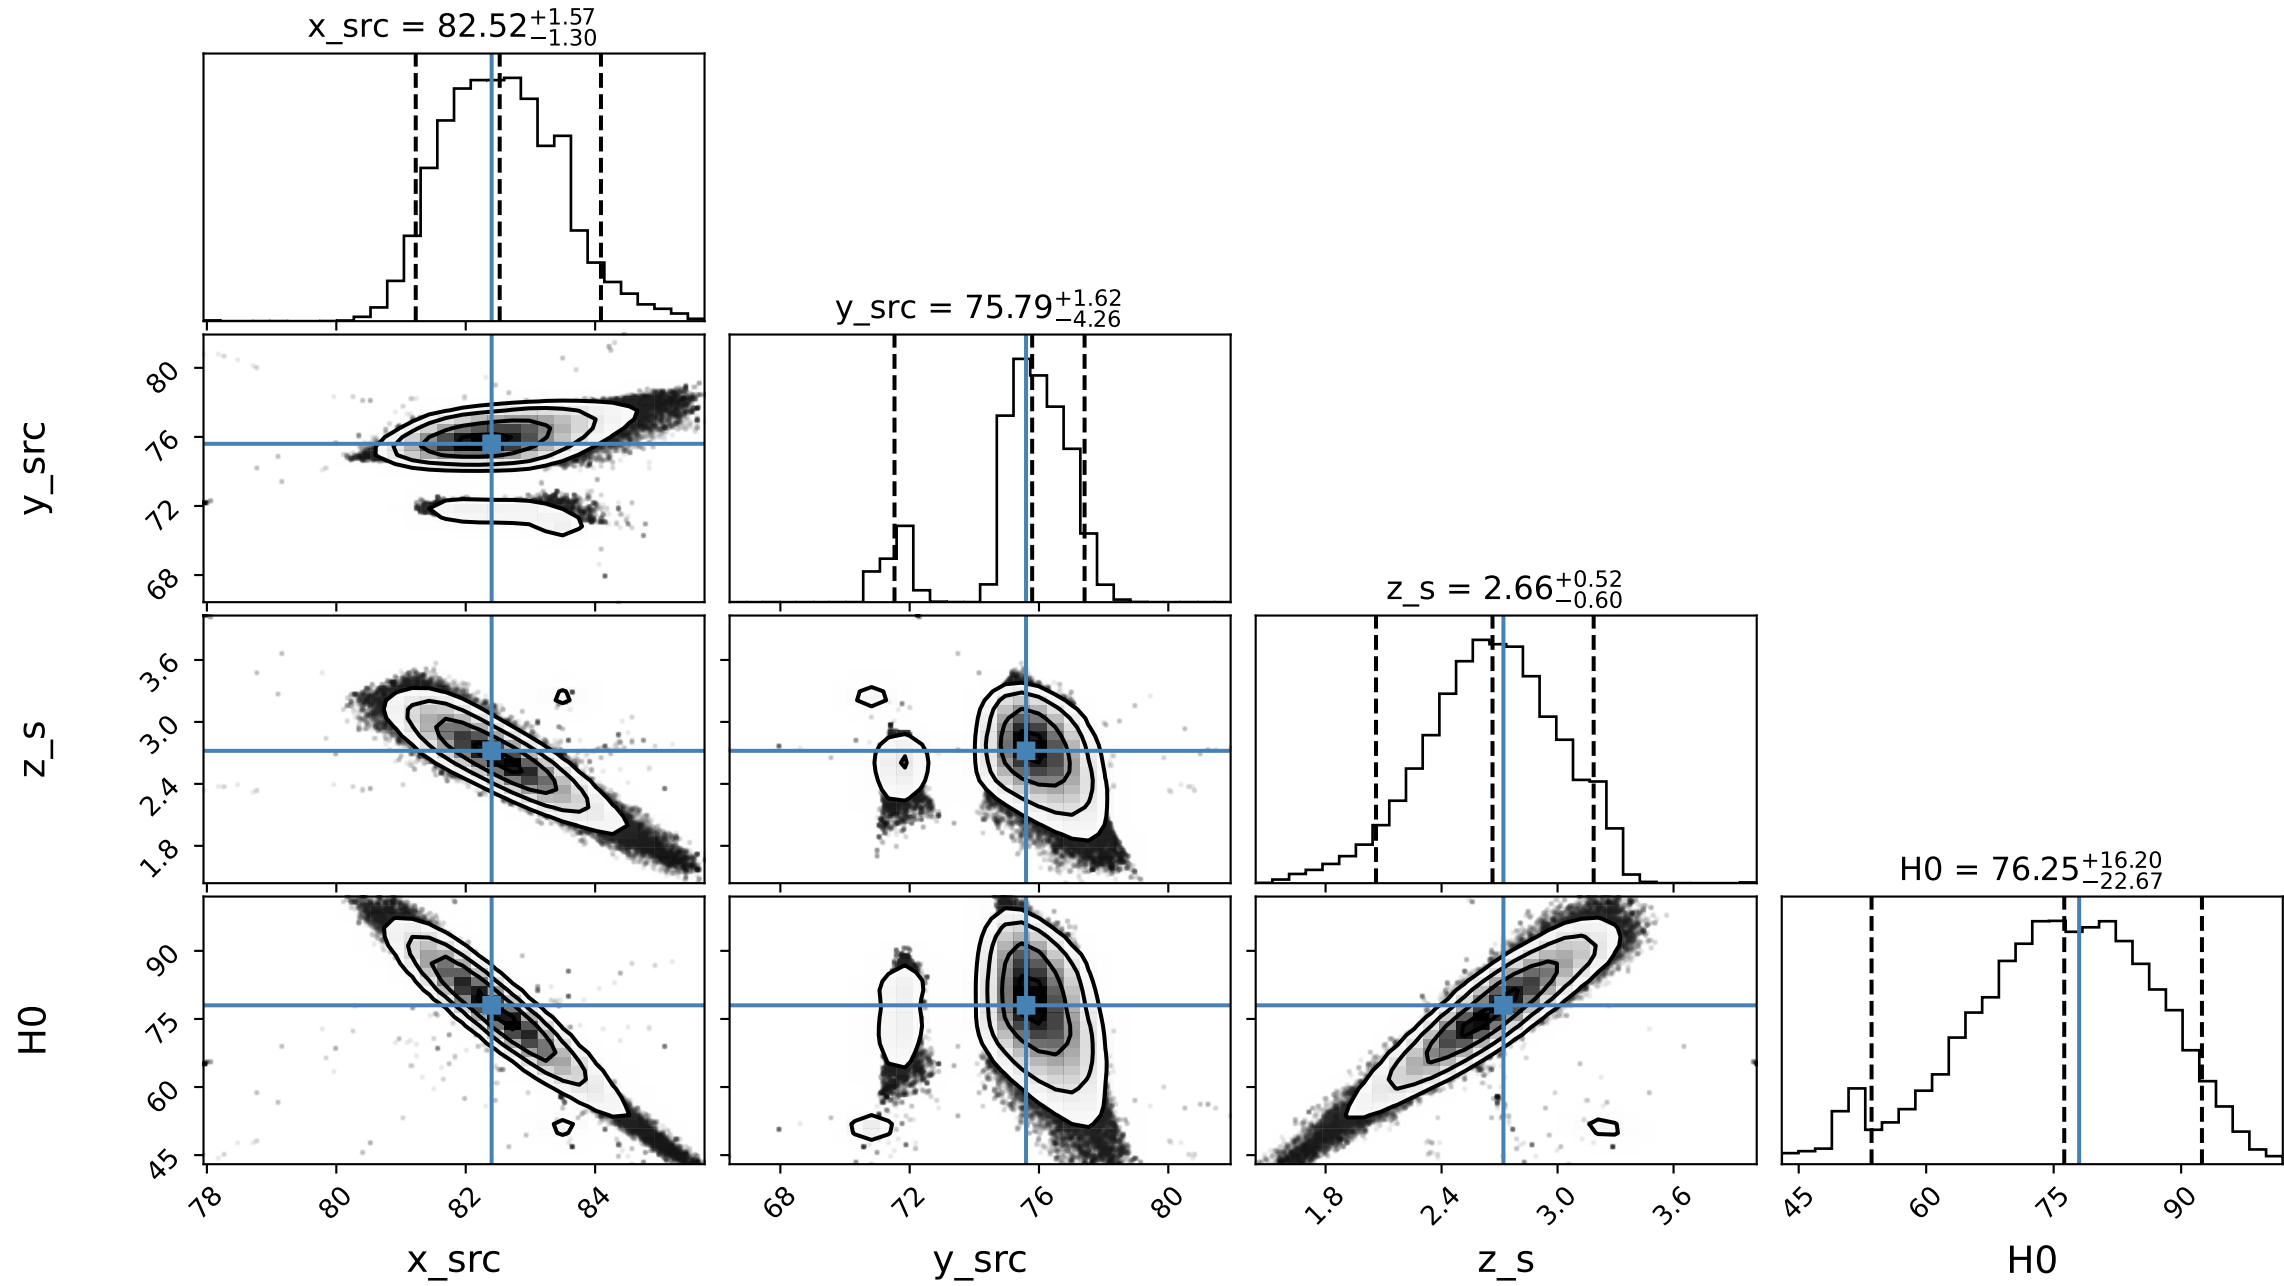 x_src = 82.52+1.57−1.30
y_src = 75.79+1.62−4.26
80
76
72
68
y_src
z_s = 2.66+0.52−0.60
3.6
3.0
2.4
1.8
z_s
H0 = 76.25+16.20−22.67
90
75
60
45
H0
78 80 82 84
68 72 76 80
1.8 2.4 3.0 3.6
45 60 75 90
x_src
y_src
z_s
H0